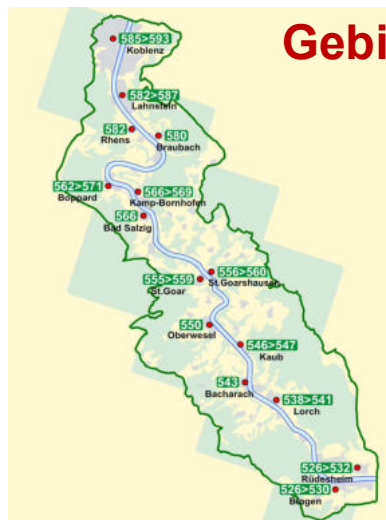 Gebi
585>593
Koblenz
582>587
Lahnstein
582
Rhens
580
Braubach
562>571
Boppard
566>569
Kamp-Bornhofen
566
Bad Salzig
556>560
St.Goarshausen
555>559
St.Goar
550
Oberwesel
546>547
Kaub
543
Bacharach
538>541
Lorch
526>532
Rüdesheim
526>530
Bingen